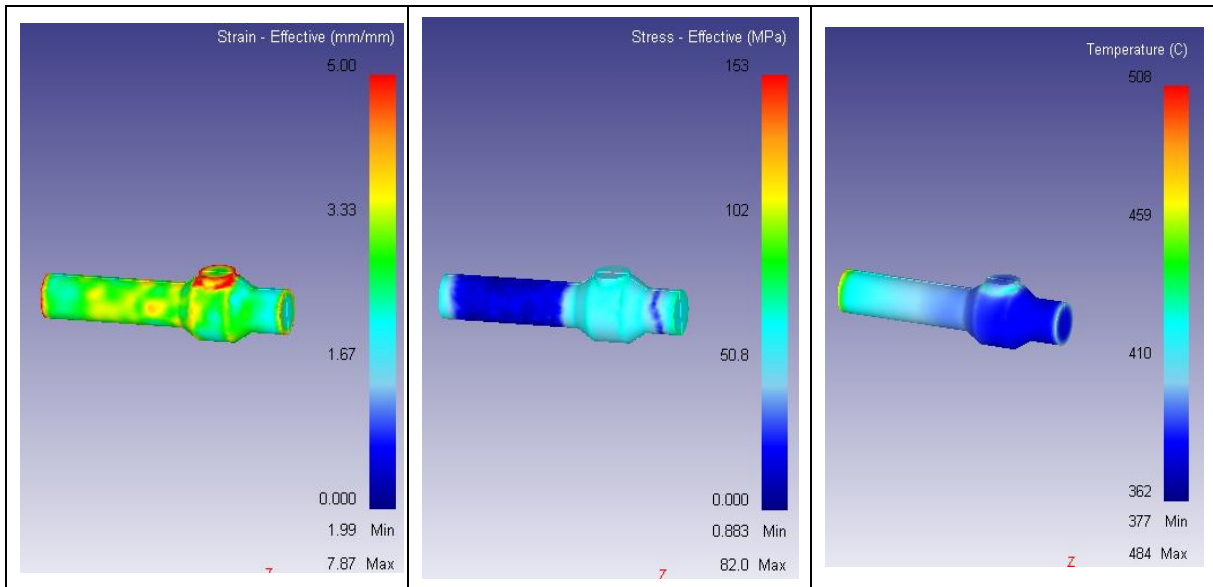 Strain - Effective (mm/mm)
5.00
3.33
1.67
0.000
1.99 Min
7.87 Max
Z
Stress - Effective (MPa)
153
102
50.8
0.000
0.883 Min
82.0 Max
Z
Temperature (C)
508
459
410
362
377 Min
484 Max
Z